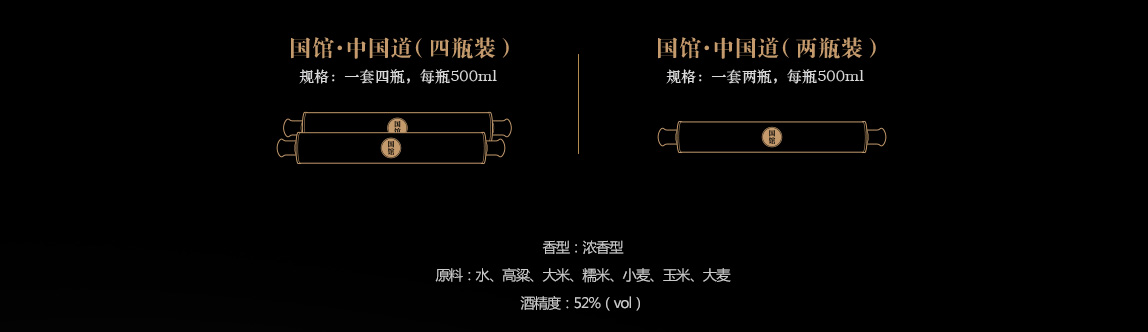 国馆·中国道（四瓶装）
规格：一套四瓶，每瓶500ml
国馆·中国道（两瓶装）
规格：一套两瓶，每瓶500ml
国馆
国馆
国馆
香型：浓香型
原料：水、高粱、大米、糯米、小麦、玉米、大麦
酒精度：52%（vol）